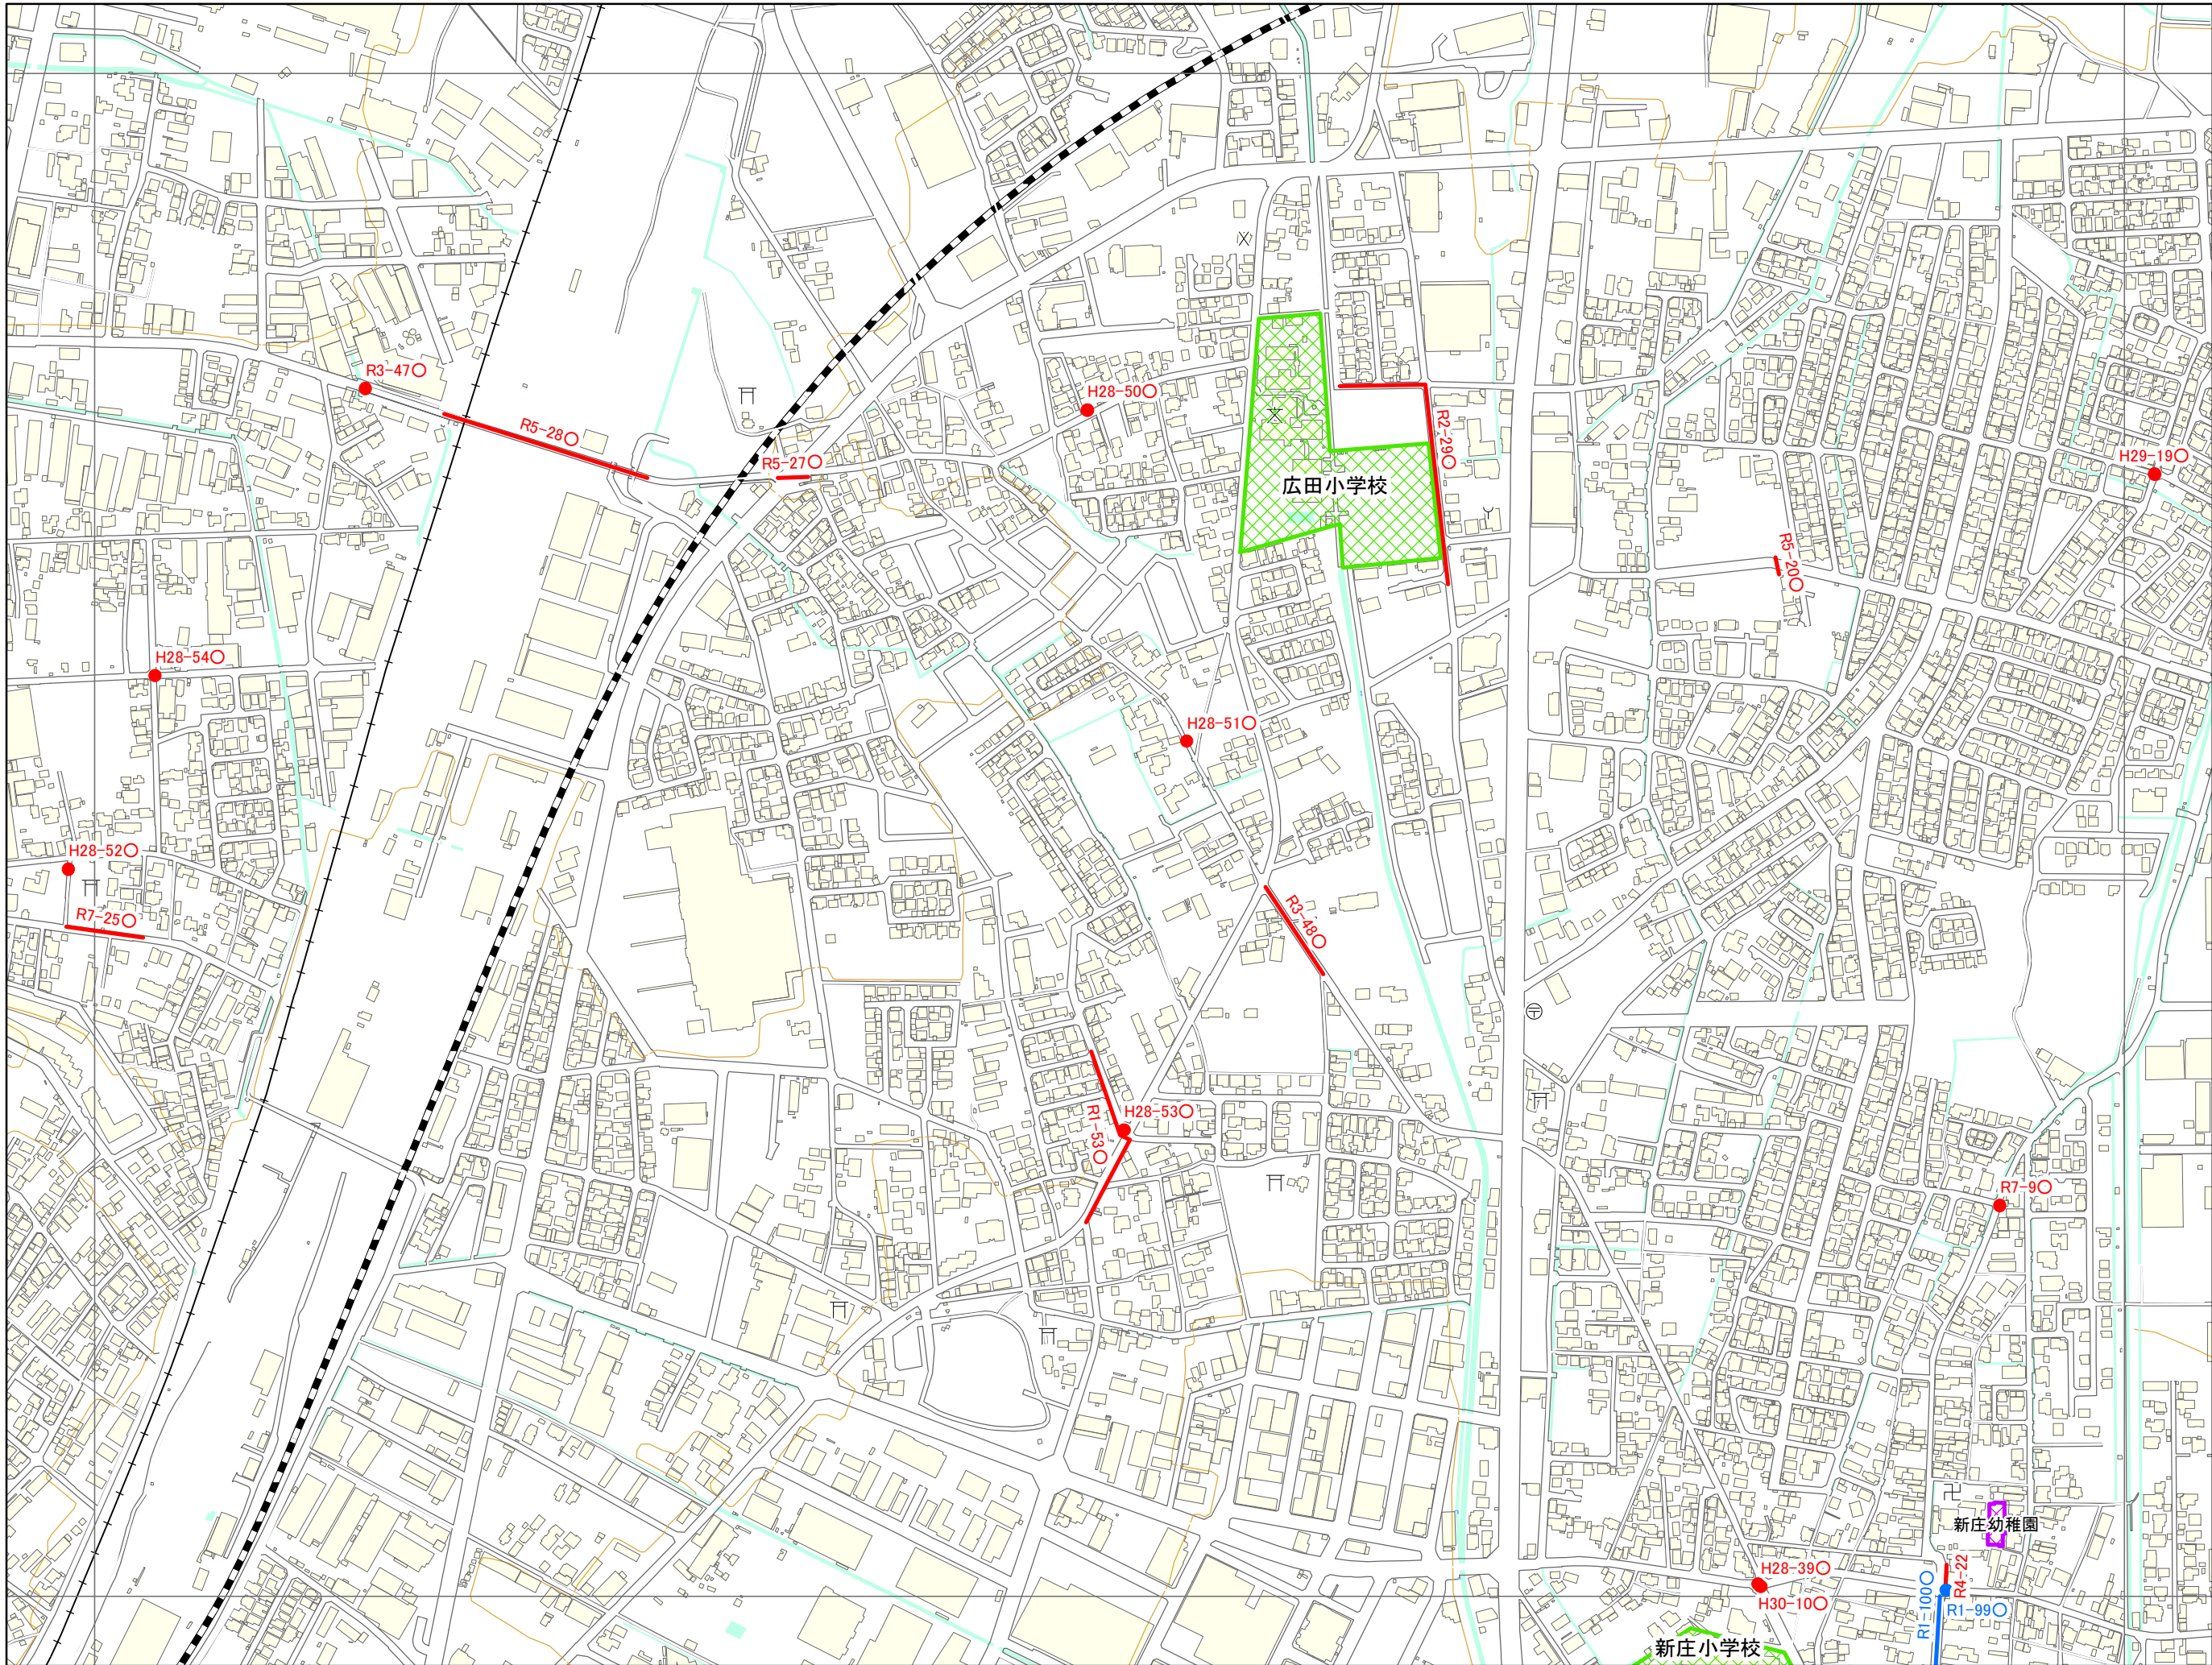 R3-47○
H28-50○
R5-28○
R2-29○
R5-27○
H29-19○
広田小学校
R5-20○
H28-54○
H28-51○
H28-52○
R7-25○
R3-48○
H28-53○
R1-53○
R7-9○
新庄幼稚園
H28-39○
R4-22
H30-10○
R1-100○
R1-99○
新庄小学校